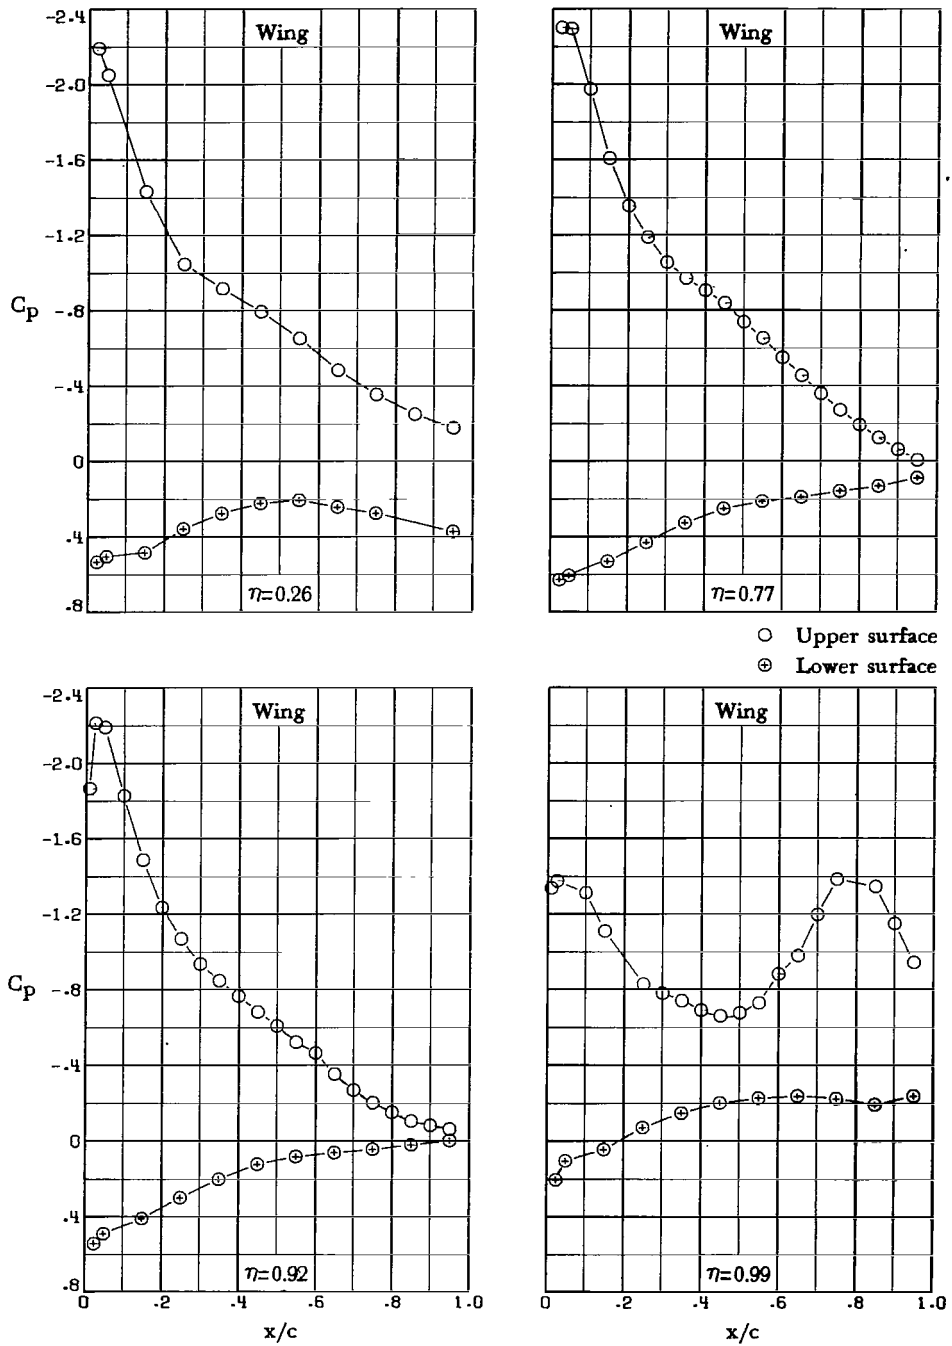 -2.4
Wing
Wing
-2.0
-1.6
-1.2
Cp
-.8
-.4
0
.4
.8
η=0.26
η=0.77
Upper surface
Lower surface
-2.4
Wing
Wing
-2.0
-1.6
-1.2
Cp
-.8
-.4
0
.4
.8
η=0.92
η=0.99
0 .2 .4 .6 .8 1.0
0 .2 .4 .6 .8 1.0
x/c
x/c